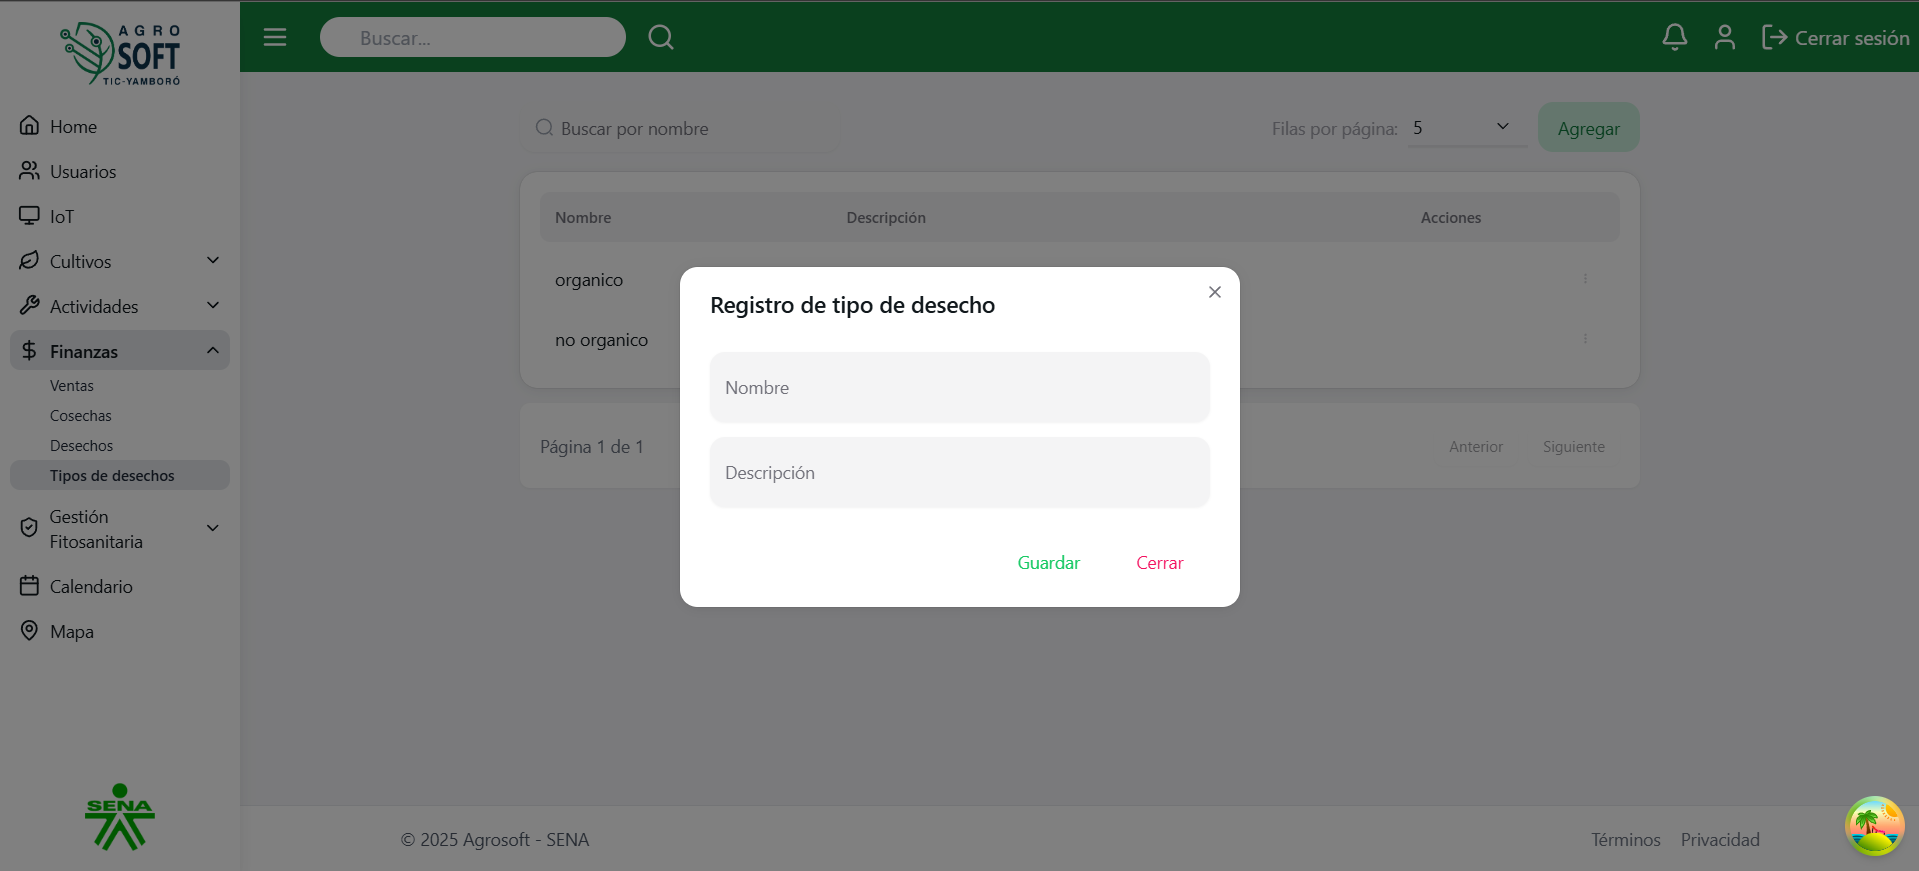 AGRO
SOFT
TIC-YAMBORÓ
Buscar...
Cerrar sesión
Home
Usuarios
IoT
Cultivos
Actividades
Finanzas
Ventas
Cosechas
Desechos
Tipos de desechos
Gestión
Fitosanitaria
Calendario
Mapa
SENA
Buscar por nombre
Filas por página: 5
Agregar
Nombre Descripción Acciones
organico
no organico
Página 1 de 1
Anterior Siguiente
Registro de tipo de desecho
Nombre
Descripción
Guardar Cerrar
© 2025 Agrosoft - SENA
Términos Privacidad